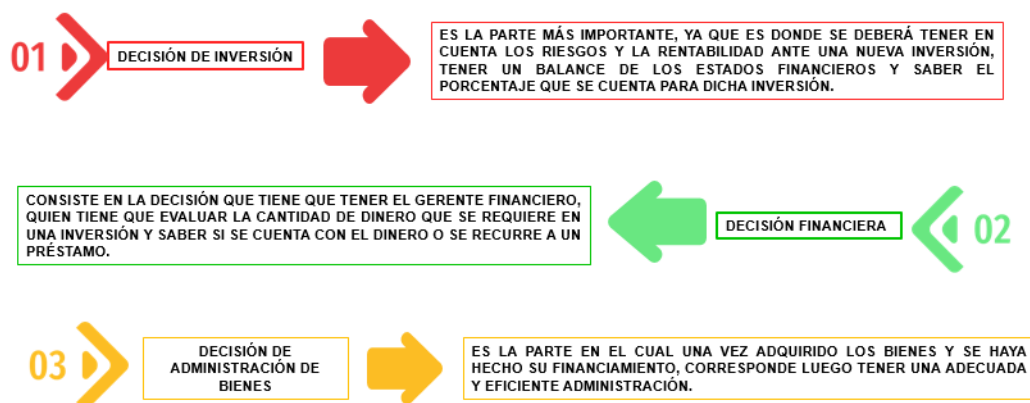 01
DECISIÓN DE INVERSIÓN
ES LA PARTE MÁS IMPORTANTE, YA QUE ES DONDE SE DEBERÁ TENER EN
CUENTA LOS RIESGOS Y LA RENTABILIDAD ANTE UNA NUEVA INVERSIÓN,
TENER UN BALANCE DE LOS ESTADOS FINANCIEROS Y SABER EL
PORCENTAJE QUE SE CUENTA PARA DICHA INVERSIÓN.
CONSISTE EN LA DECISIÓN QUE TIENE QUE TENER EL GERENTE FINANCIERO,
QUIEN TIENE QUE EVALUAR LA CANTIDAD DE DINERO QUE SE REQUIERE EN
UNA INVERSIÓN Y SABER SI SE CUENTA CON EL DINERO O SE RECURRE A UN
PRÉSTAMO.
DECISIÓN FINANCIERA
02
03
DECISIÓN DE
ADMINISTRACIÓN DE
BIENES
ES LA PARTE EN EL CUAL UNA VEZ ADQUIRIDO LOS BIENES Y SE HAYA
HECHO SU FINANCIAMIENTO, CORRESPONDE LUEGO TENER UNA ADECUADA
Y EFICIENTE ADMINISTRACIÓN.